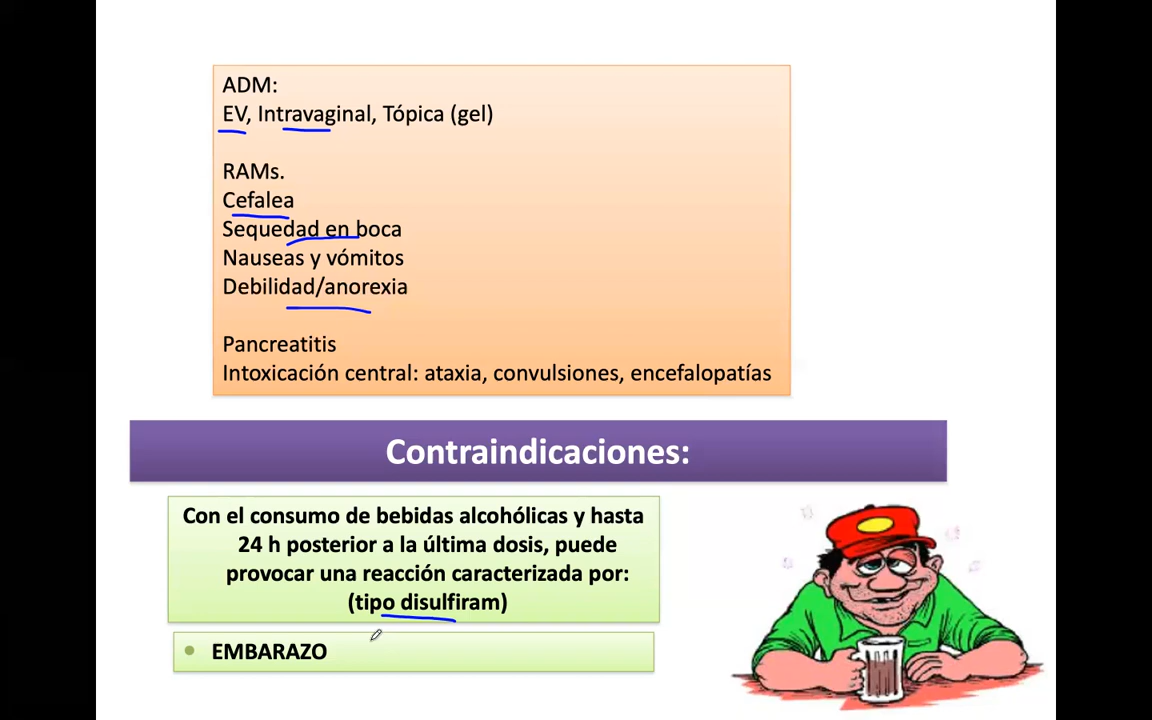 ADM:
EV, Intravaginal, Tópica (gel)
RAMs.
Cefalea
Sequedad en boca
Nauseas y vómitos
Debilidad/anorexia
Pancreatitis
Intoxicación central: ataxia, convulsiones, encefalopatías
Contraindicaciones:
Con el consumo de bebidas alcohólicas y hasta
24 h posterior a la última dosis, puede
provocar una reacción caracterizada por:
(tipo disulfiram)
• EMBARAZO